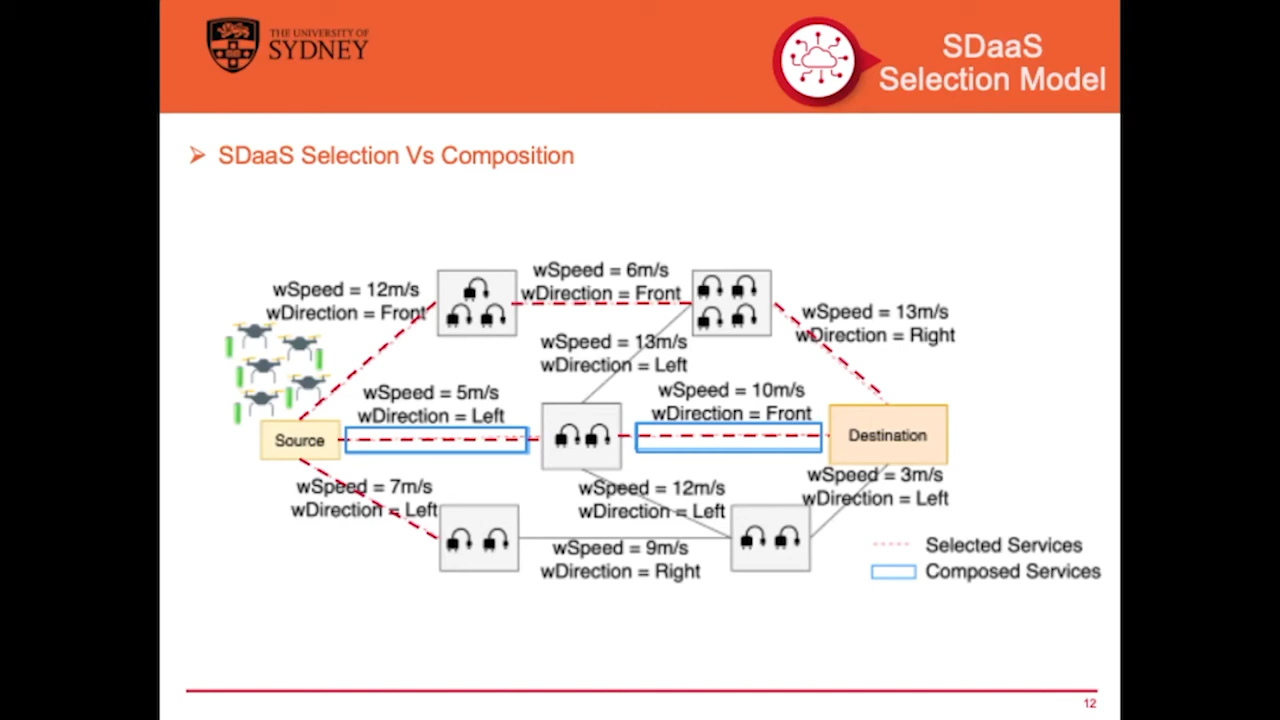 THE UNIVERSITY OF
SYDNEY
SDaaS
Selection Model
SDaaS Selection Vs Composition
wSpeed = 12m/s
wDirection = Front
wSpeed = 6m/s
wDirection = Front
wSpeed = 13m/s
wDirection = Right
wSpeed = 13m/s
wDirection = Left
wSpeed = 5m/s
wDirection = Left
wSpeed = 10m/s
wDirection = Front
Source
Destination
wSpeed = 7m/s
wDirection = Left
wSpeed = 12m/s
wDirection = Left
wSpeed = 3m/s
wDirection = Left
wSpeed = 9m/s
wDirection = Right
Selected Services
Composed Services
12